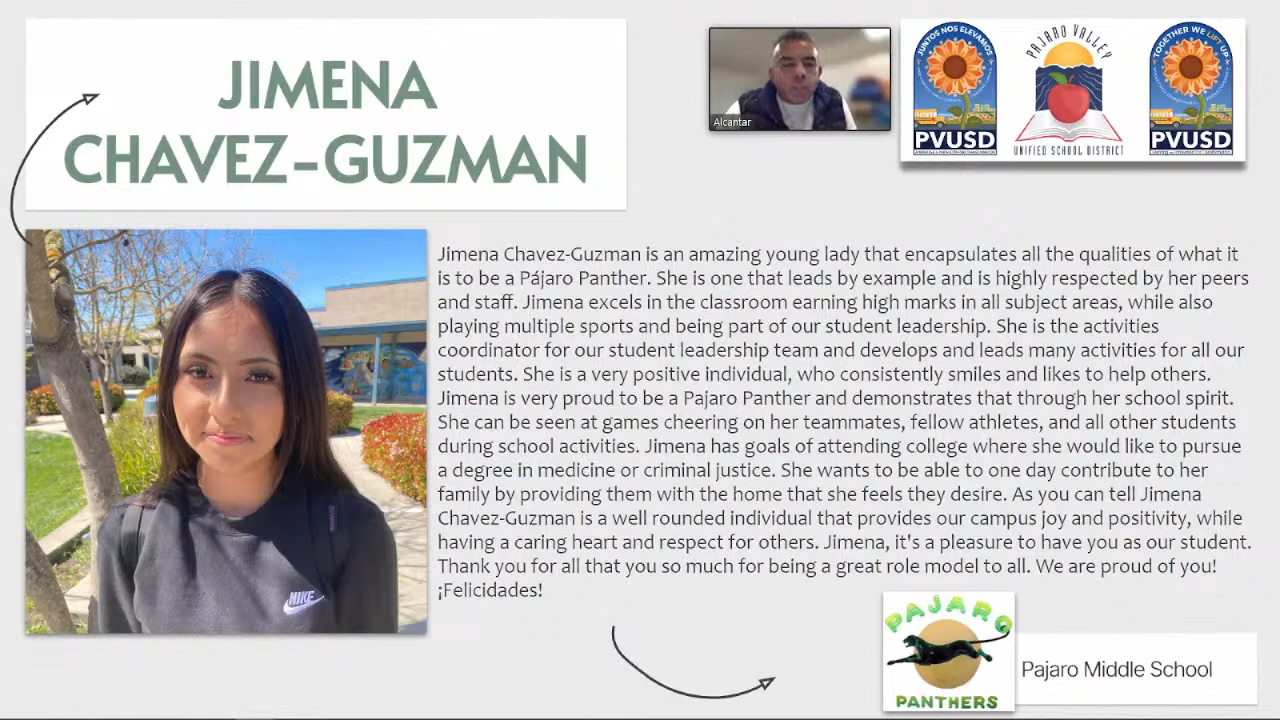 JIMENA
CHAVEZ-GUZMAN
Alcantar
JUNTOS NOS ELEVAMOS
PVUSD
PAJARO VALLEY
UNIFIED SCHOOL DISTRICT
TOGETHER WE LIFT UP
PVUSD
Jimena Chavez-Guzman is an amazing young lady that encapsulates all the qualities of what it
is to be a Pájaro Panther. She is one that leads by example and is highly respected by her peers
and staff. Jimena excels in the classroom earning high marks in all subject areas, while also
playing multiple sports and being part of our student leadership. She is the activities
coordinator for our student leadership team and develops and leads many activities for all our
students. She is a very positive individual, who consistently smiles and likes to help others.
Jimena is very proud to be a Pajaro Panther and demonstrates that through her school spirit.
She can be seen at games cheering on her teammates, fellow athletes, and all other students
during school activities. Jimena has goals of attending college where she would like to pursue
a degree in medicine or criminal justice. She wants to be able to one day contribute to her
family by providing them with the home that she feels they desire. As you can tell Jimena
Chavez-Guzman is a well rounded individual that provides our campus joy and positivity, while
having a caring heart and respect for others. Jimena, it's a pleasure to have you as our student.
Thank you for all that you so much for being a great role model to all. We are proud of you!
¡Felicidades!
NIKE
PAJARO
PANTHERS
Pajaro Middle School